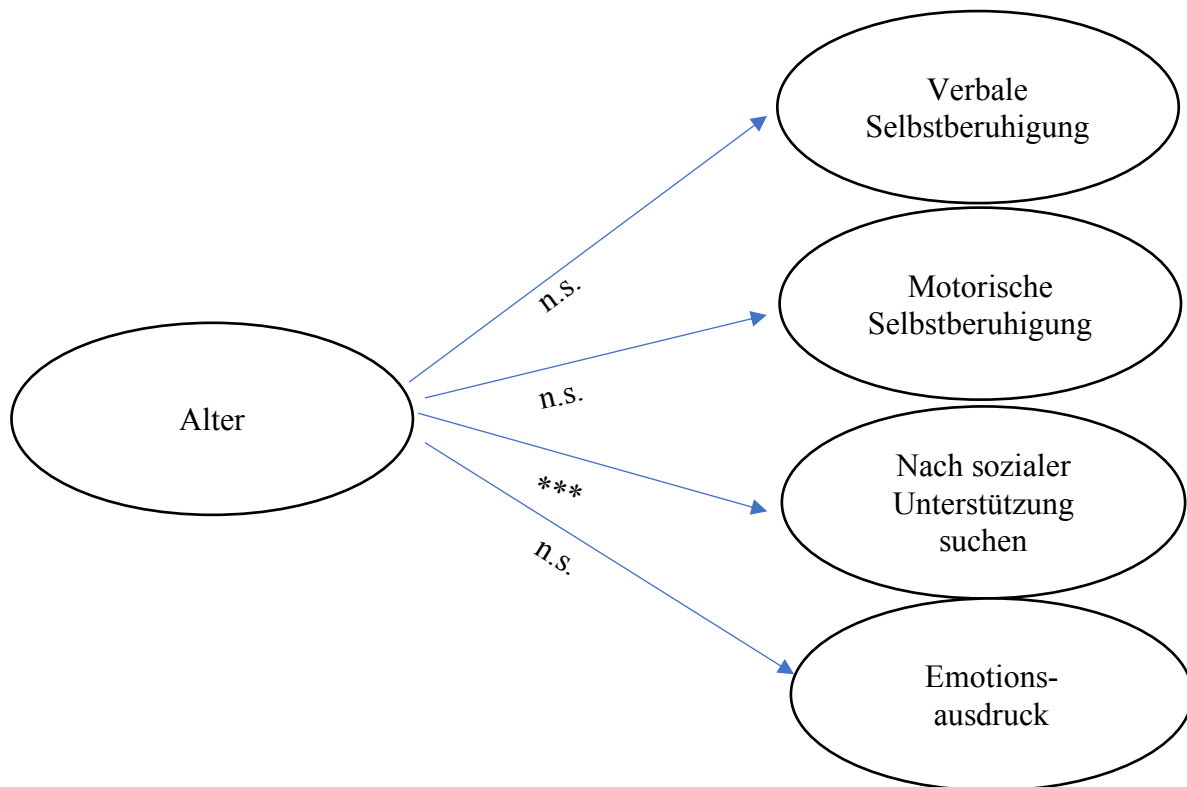 Verbale
Selbstberuhigung
n.s.
Motorische
Selbstberuhigung
n.s.
Alter
***
Nach sozialer
Unterstützung
suchen
n.s.
Emotions-
ausdruck